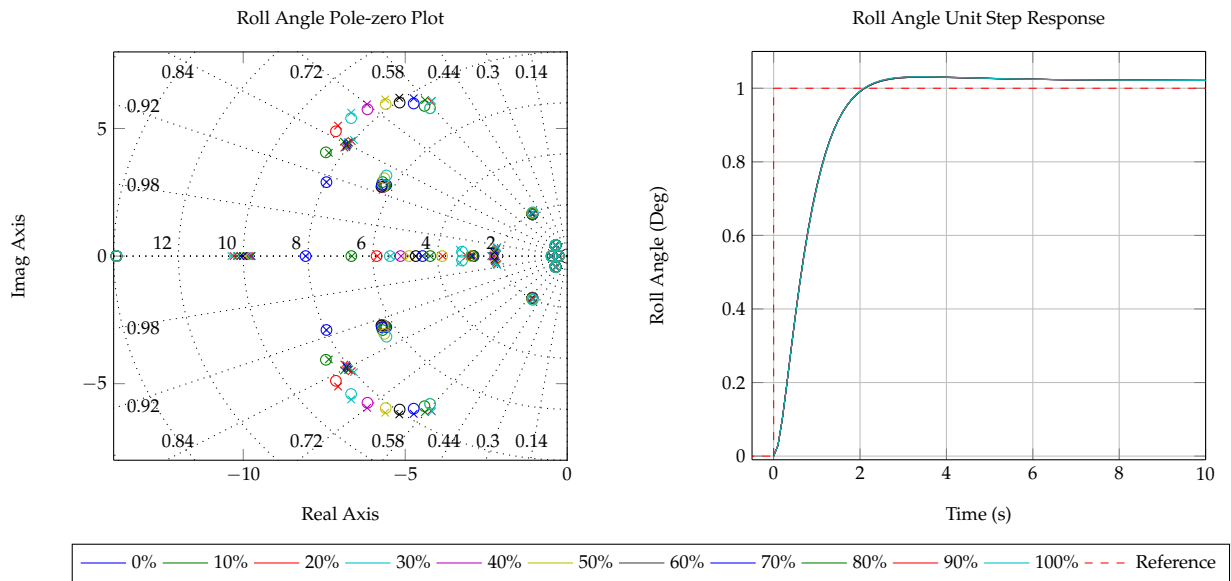 Roll Angle Pole-zero Plot
0.84 0.72 0.58 0.44 0.3 0.14
0.92
5
0.98
12 10 8 6 4 2
0
0.98
−5
0.92
0.84 0.72 0.58 0.44 0.3 0.14
−10 −5 0
Imag Axis
Real Axis
Roll Angle Unit Step Response
1
0.8
0.6
0.4
0.2
0
0 2 4 6 8 10
Roll Angle (Deg)
Time (s)
0% 10% 20% 30% 40% 50% 60% 70% 80% 90% 100% Reference